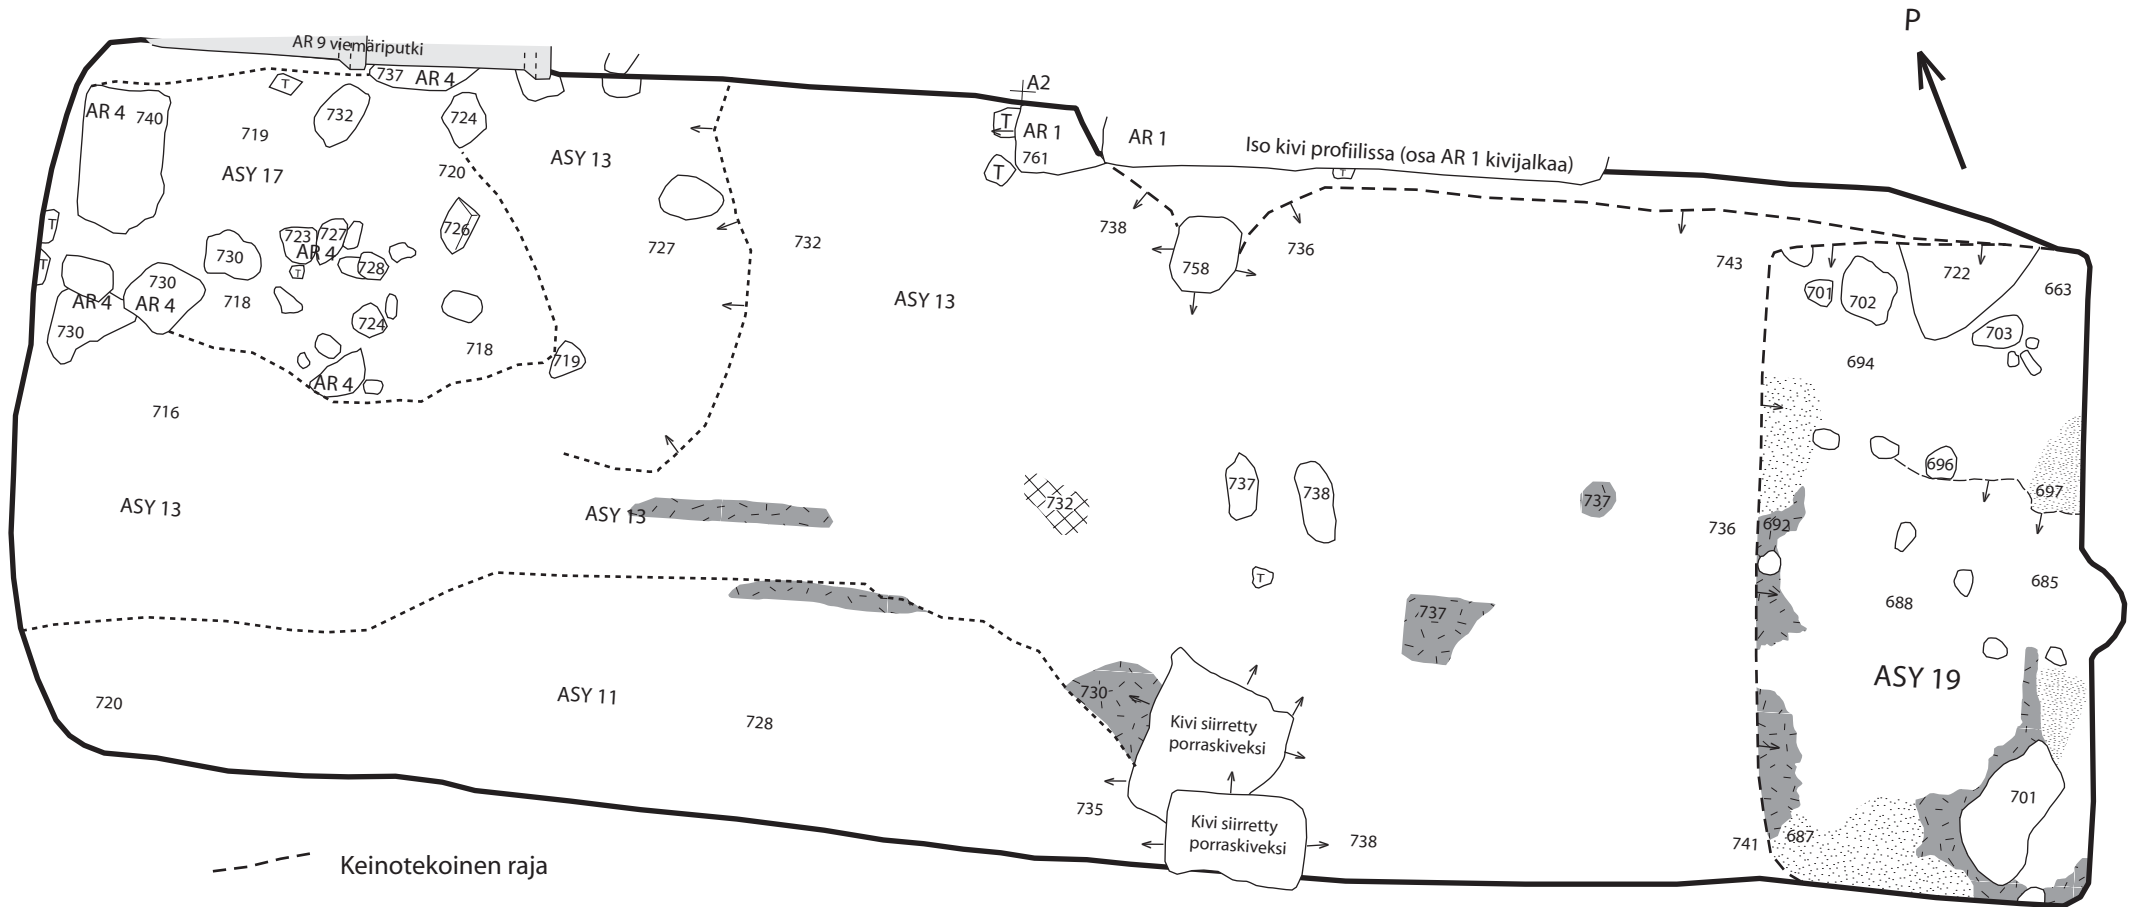 P
AR 9 viemäriputki
737 AR 4
T
AR 4 740
732
724
719
ASY 17
720
ASY 13
A2
T
AR 1
761
T
AR 1
Iso kivi profiilissa (osa AR 1 kivijalkaa)
T
T
T
723
727
AR 4
T
728
726
730
730
AR 4
AR 4
730
718
724
718
719
AR 4
727
732
ASY 13
738
758
736
743
701
702
722
663
703
694
716
ASY 13
ASY 13
732
737
738
T
737
737
736
692
696
697
688
685
ASY 19
720
ASY 11
728
730
Kivi siirretty
porraskiveksi
735
Kivi siirretty
porraskiveksi
738
741
687
701
Keinotekoinen raja